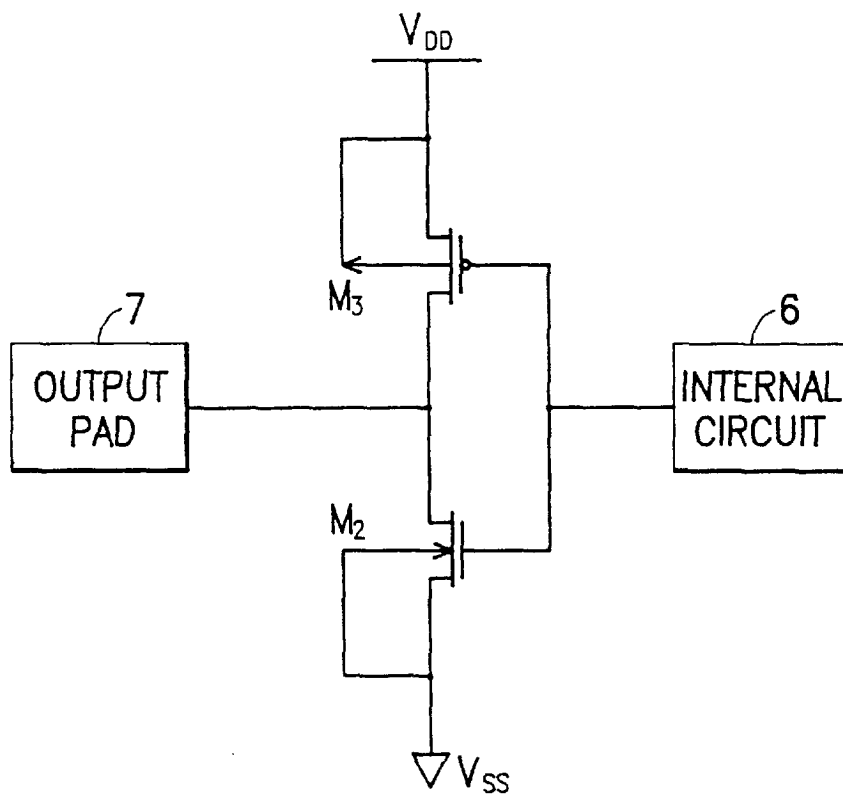 V_DD
M_3
7
OUTPUT
PAD
6
INTERNAL
CIRCUIT
M_2
V_SS